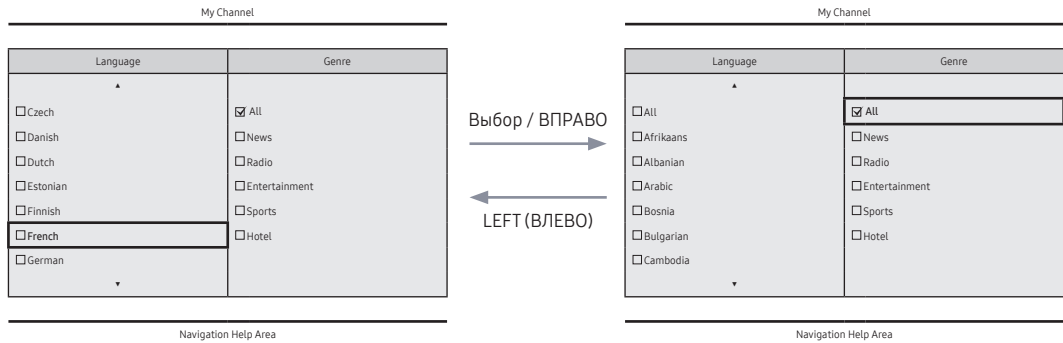 My Channel
Language
Genre
▲
Czech
Danish
Dutch
Estonian
Finnish
French
German
▼
All
News
Radio
Entertainment
Sports
Hotel
Navigation Help Area
Выбор / ВПРАВО
LEFT (ВЛЕВО)
My Channel
Language
Genre
▲
All
Afrikaans
Albanian
Arabic
Bosnia
Bulgarian
Cambodia
▼
All
News
Radio
Entertainment
Sports
Hotel
Navigation Help Area